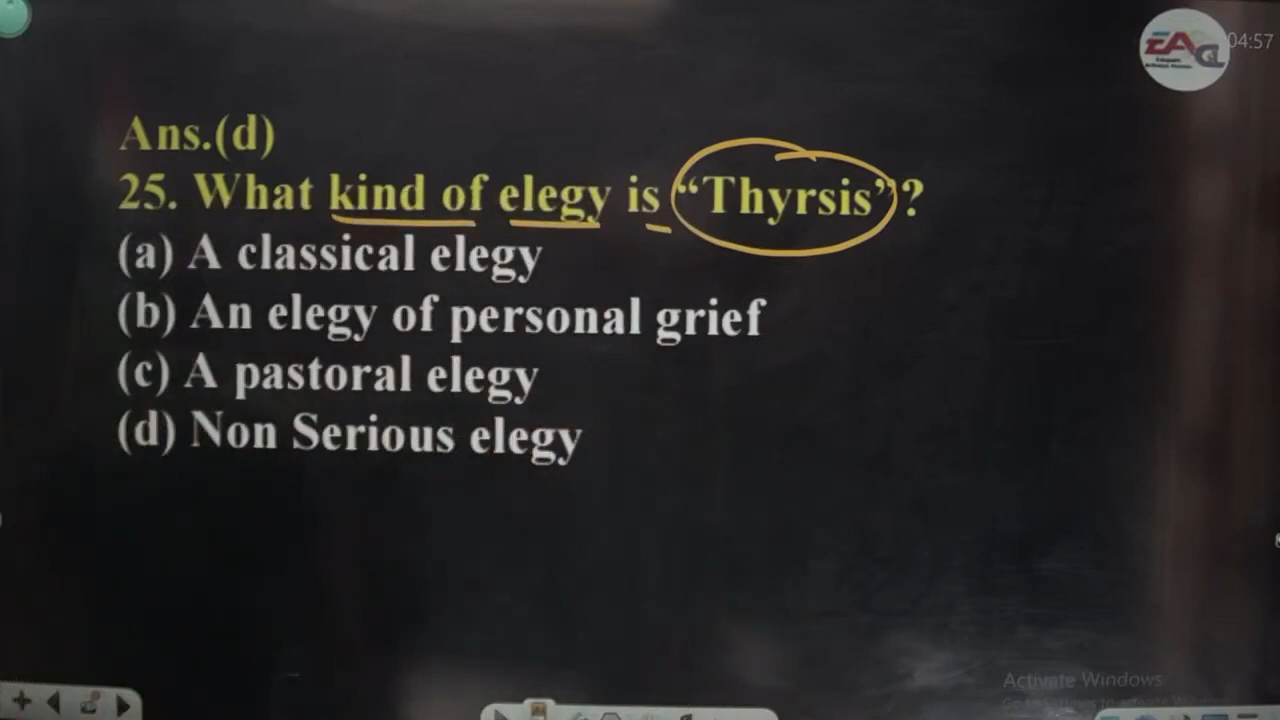 EAC
04:57
Ans.(d)
25. What kind of elegy is “Thyrsis”?
(a) A classical elegy
(b) An elegy of personal grief
(c) A pastoral elegy
(d) Non Serious elegy
Activate Windows